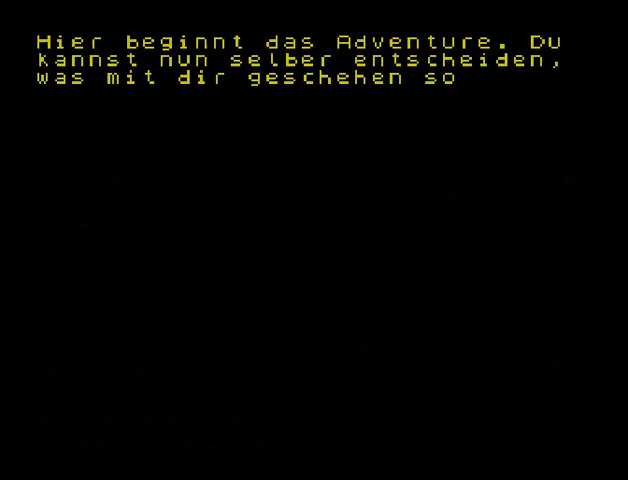 Hier beginnt das Adventure. Du
kannst nun selber entscheiden,
was mit dir geschehen so